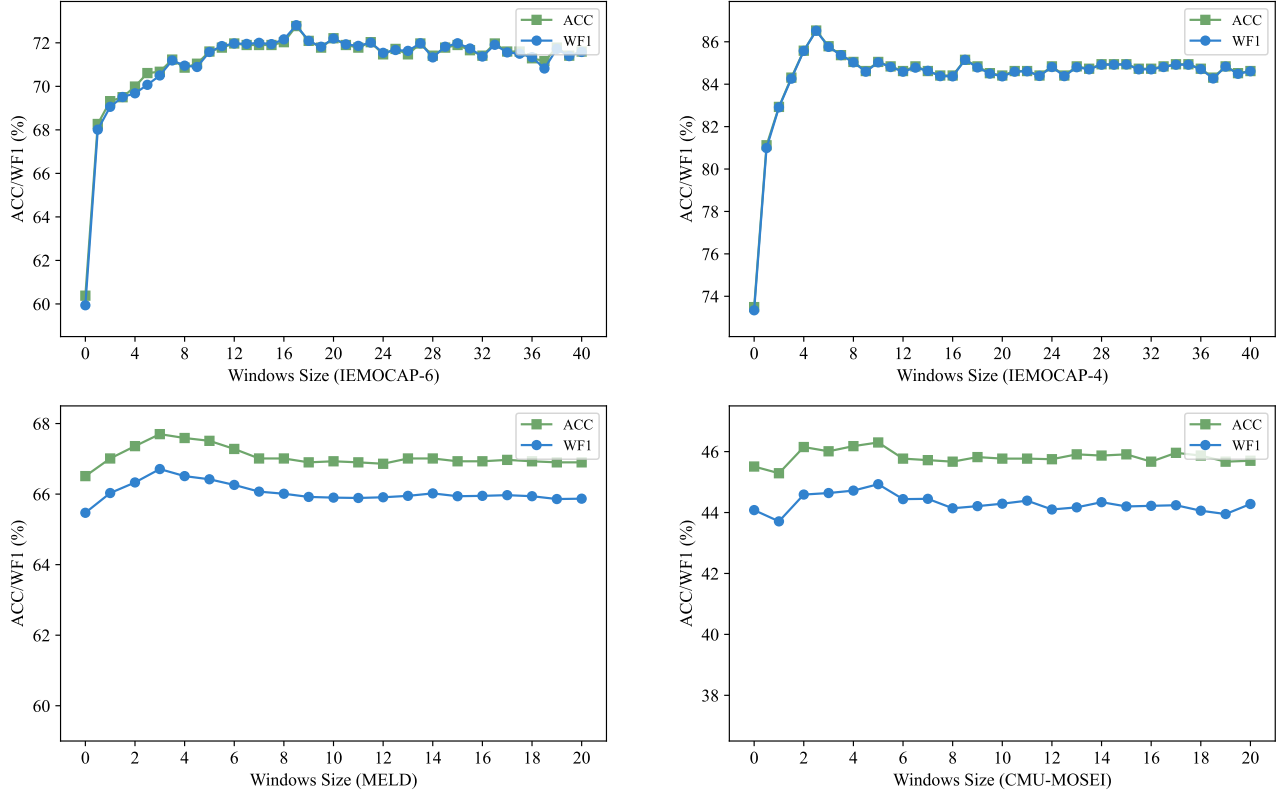 ACC
WF1
72
70
68
66
64
62
60
ACC/WF1 (%)
0 4 8 12 16 20 24 28 32 36 40
Windows Size (IEMOCAP-6)
ACC
WF1
86
84
82
80
78
76
74
ACC/WF1 (%)
0 4 8 12 16 20 24 28 32 36 40
Windows Size (IEMOCAP-4)
ACC
WF1
68
66
64
62
60
ACC/WF1 (%)
0 2 4 6 8 10 12 14 16 18 20
Windows Size (MELD)
ACC
WF1
46
44
42
40
38
ACC/WF1 (%)
0 2 4 6 8 10 12 14 16 18 20
Windows Size (CMU-MOSEI)